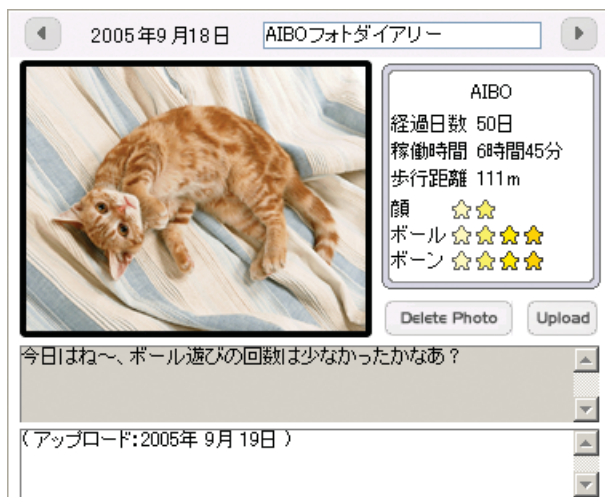 2005年9月18日 AIBOフォトダイアリー
AIBO
経過日数 50日
稼働時間 6時間45分
歩行距離 111m
顔
ボール
ボーン
Delete Photo Upload
今日はね～、ボール遊びの回数は少なかったかなあ？
(アップロード:2005年 9月 19日 )